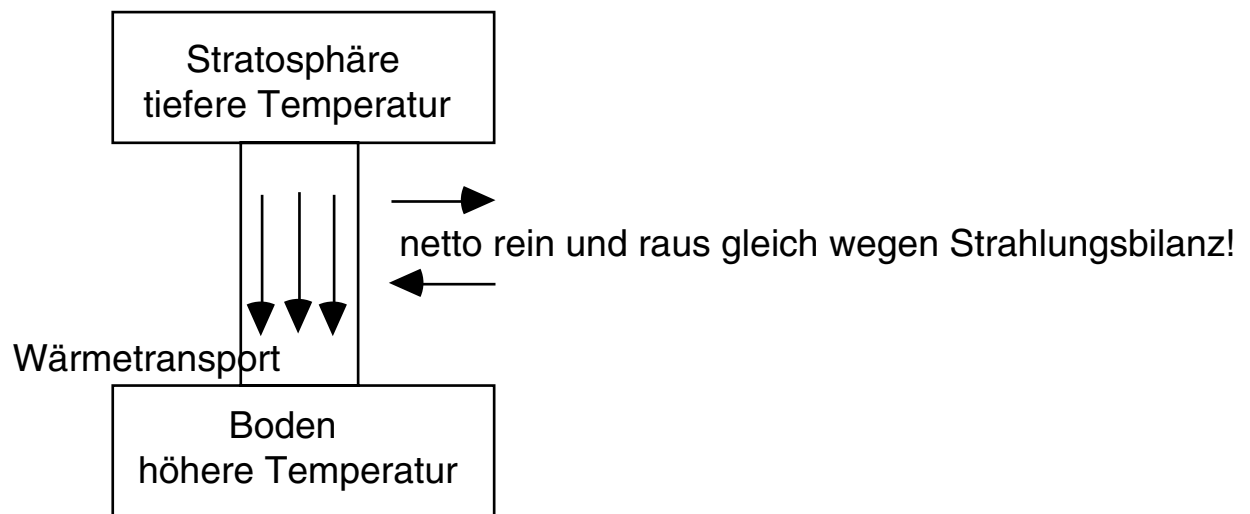 Stratosphäre
tiefere Temperatur
netto rein und raus gleich wegen Strahlungsbilanz!
Wärmetransport
Boden
höhere Temperatur